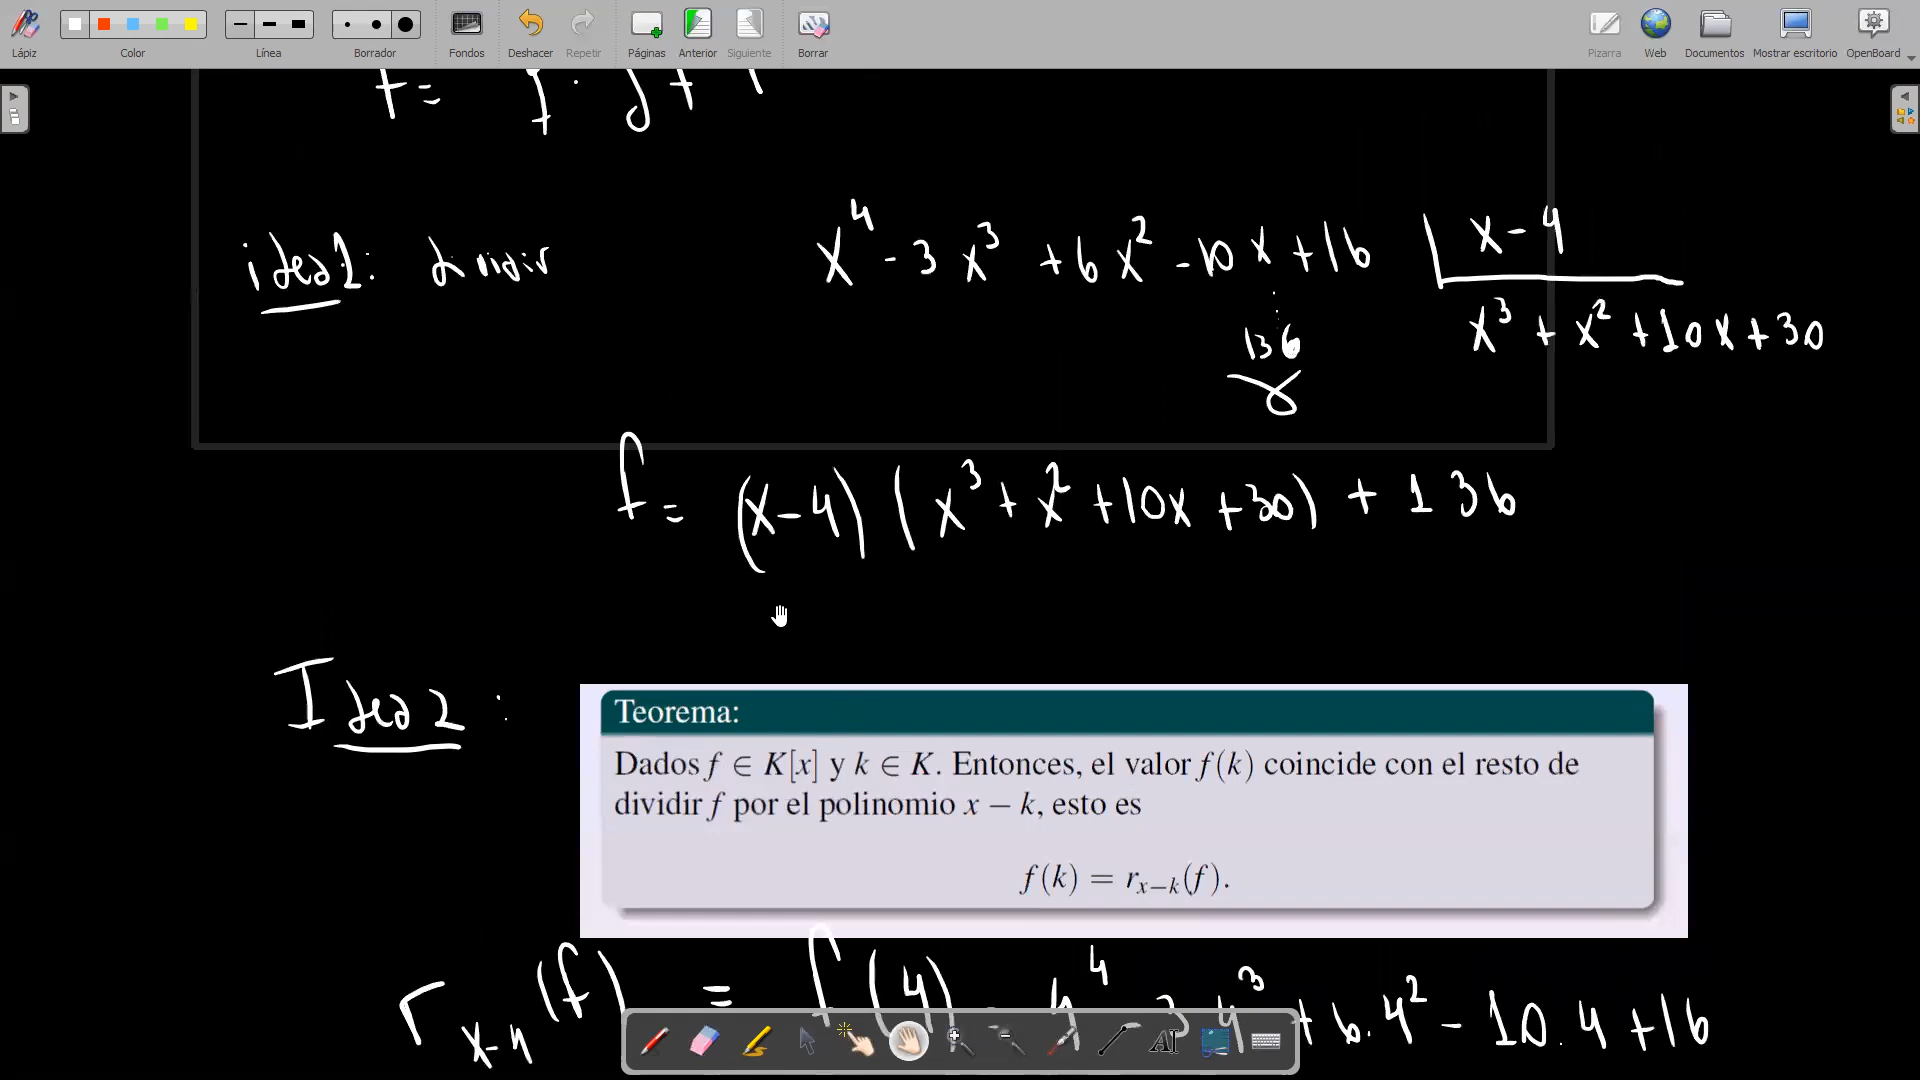 Lápiz Color Línea Borrador Fondos Deshacer Repetir Páginas Anterior Siguiente Borrar Pizarra Web Documentos Mostrar escritorio OpenBoard
idea 1: dividir x⁴ - 3x³ + 6x² - 10x + 16 | x - 4
136 x³ + x² + 10x + 30
f = (x - 4) (x³ + x² + 10x + 30) + 136
Idea 2:
Teorema:
Dados f ∈ K[x] y k ∈ K. Entonces, el valor f(k) coincide con el resto de
dividir f por el polinomio x − k, esto es
f(k) = rₓ₋ₖ(f).
rₓ₋₄(f) = f(4) = 4⁴ - 3 4³ + 6.4² - 10.4 + 16